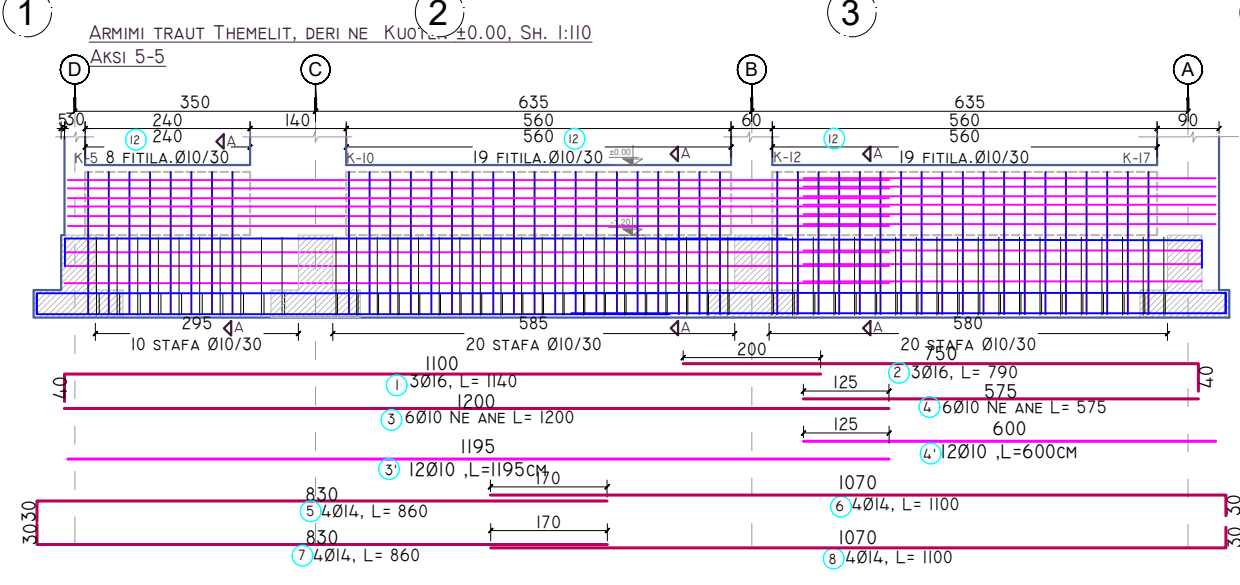 1
2
3
ARMIMI TRAUT THEMELIT, DERI NE KUOTEN ±0.00, SH. 1:110
AKSI 5-5
D
C
B
A
350
635
635
530
240
140
560
60
560
90
12
240
A
12
560
A
12
560
A
K-5 8 FITILA.Ø10/30
K-10
19 FITILA.Ø10/30
±0.00
K-12
19 FITILA.Ø10/30
K-17
-1.20
295
A
585
A
580
A
10 STAFA Ø10/30
20 STAFA Ø10/30
20 STAFA Ø10/30
200
750
1100
40
1 3Ø16, L= 1140
2 3Ø16, L= 790
40
125
575
1200
3 6Ø10 NE ANE L= 1200
4 6Ø10 NE ANE L= 575
125
600
1195
4' 12Ø10 ,L=600CM
3' 12Ø10 ,L=1195CM
170
830
1070
30
5 4Ø14, L= 860
6 4Ø14, L= 1100
30
170
830
1070
30
30
7 4Ø14, L= 860
8 4Ø14, L= 1100